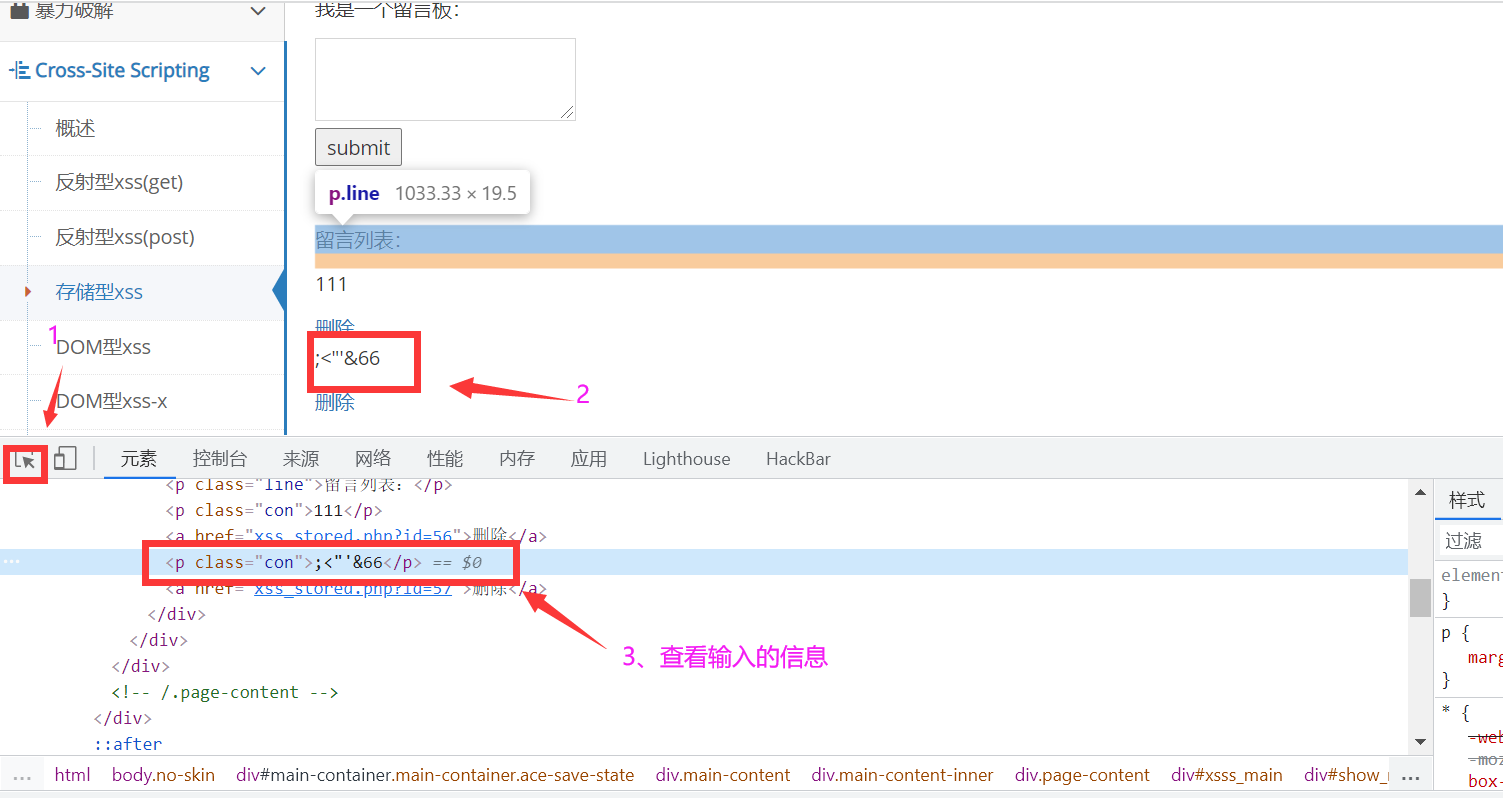 暴力破解
我是一个留言板：
Cross-Site Scripting
概述
反射型xss(get)
反射型xss(post)
存储型xss
DOM型xss
DOM型xss-x
submit
p.line 1033.33 × 19.5
留言列表：
111
删除
;<"'&66
删除
1
2
元素 控制台 来源 网络 性能 内存 应用 Lighthouse HackBar
<p class="line">留言列表：</p>
<p class="con">111</p>
<a href="xss_stored.php?id=56">删除</a>
<p class="con">;<"'&66</p> == $0
<a href="xss_stored.php?id=57">删除</a>
</div>
</div>
</div>
<!-- /.page-content -->
</div>
::after
3、查看输入的信息
样式
过滤
element
}
p {
marg
}
* {
-web
-moz
box-
... html body.no-skin div#main-container.main-container.ace-save-state div.main-content div.main-content-inner div.page-content div#xsss_main div#show_ ...